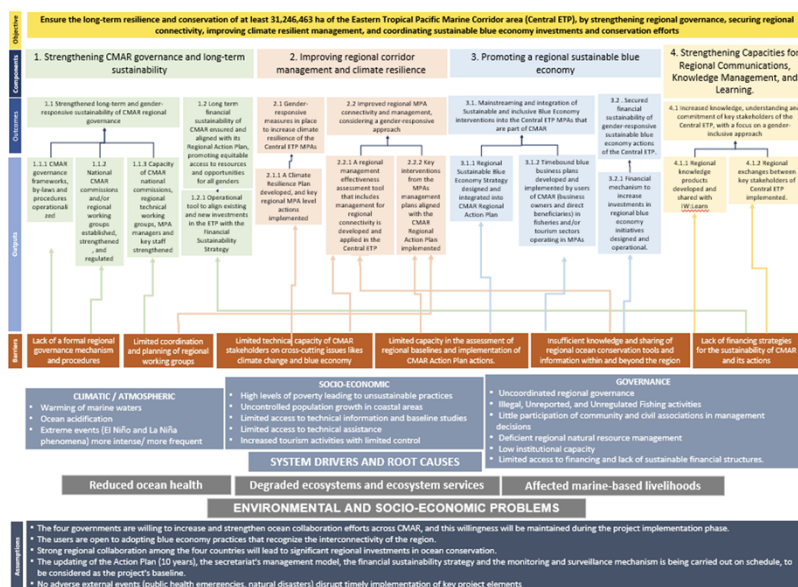 Objective
Ensure the long-term resilience and conservation of at least 31,246,463 ha of the Eastern Tropical Pacific Marine Corridor area (Central ETP), by strengthening regional governance, securing regional
connectivity, improving climate resilient management, and coordinating sustainable blue economy investments and conservation
efforts
Components
1. Strengthening CMAR governance and long-term
sustainability
2. Improving regional corridor
management and climate resilience
3. Promoting a regional sustainable blue
economy
4. Strengthening Capacities for
Regional Communications,
Knowledge Management, and
Learning.
Outcomes
1.1 Strengthened long-term and gender-
responsive sustainability of CMAR regional
governance
1.2 Long term
financial
sustainability of
CMAR ensured and
aligned with its
Regional Action Plan,
promoting equitable
access to resources
and opportunities
for all genders
2.1 Gender-
responsive
measures in place
to increase climate
resilience of the
Central ETP MPAs
2.2 Improved regional MPA
connectivity and management,
considering a gender-responsive
approach
3.1. Mainstreaming and integration of
Sustainable and inclusive Blue Economy
interventions into the Central ETP MPAs that
are part of CMAR
3.2. Secured
financial
sustainability of
gender-responsive
sustainable blue
economy actions of
the Central ETP.
4.1 Increased knowledge, understanding and
commitment of key stakeholders of the
Central ETP, with a focus on a gender-
inclusive approach
Outputs
1.1.1 CMAR
governance
frameworks,
by-laws and
procedures
operationali
zed
1.1.2
National
CMAR
commissions
and/or
regional
working
groups
established,
strengthened
, and
regulated
1.1.3 Capacity of
CMAR national
commissions,
regional technical
working groups,
MPA managers and
key staff strengthened
1.2.1 Operational
tool to align existing
and new investments
in the ETP with the
Financial
Sustainability
Strategy
2.1.1 A Climate
Resilience Plan
developed, and key
regional MPA level
actions
implemented
2.2.1 A regional
management
effectiveness
assessment tool
that includes
management for
regional connectivity
is developed and
applied in the
Central ETP
2.2.2 Key
interventions
from the
MPAs
management
plans aligned
with the
CMAR
Regional
Action Plan
implemented
3.1.1 Regional
Sustainable Blue
Economy Strategy
designed and
integrated into
CMAR Regional
Action Plan
3.1.2 Timebound blue
business plans
developed and
implemented by users
of CMAR (Business
owners and direct
beneficiaries) in
fisheries and/or
tourism sectors
operating in MPAs
3.2.1 Financial
mechanism to
increase
investments in
regional blue
economy
initiatives
designed and
operational.
4.1.1 Regional
knowledge
products
developed and
shared with
IW:Learn
4.1.2 Regional
exchanges between
key stakeholders of
Central ETP
implemented.
Barriers
Lack of a formal regional
governance mechanism
and procedures
Limited coordination
and planning of regional
working groups
Limited technical capacity of CMAR
stakeholders on cross-cutting issues like
climate change and blue economy
Limited capacity in the assessment of
regional baselines and implementation of
CMAR Action Plan actions.
Insufficient knowledge and sharing of
regional ocean conservation tools and
information within and beyond the region
Lack of financing strategies
for the sustainability of CMAR
and its actions
CLIMATIC / ATMOSPHERIC
• Warming of marine waters
• Ocean acidification
• Extreme events (El Niño and La Niña
phenomena) more intense/ more frequent
SOCIO-ECONOMIC
• High levels of poverty leading to unsustainable practices
• Uncontrolled population growth in coastal areas
• Limited access to technical information and baseline studies
• Limited access to technical assistance
• Increased tourism activities with limited control
GOVERNANCE
• Uncoordinated regional governance
• Illegal, Unreported, and Unregulated Fishing activities
• Little participation of community and civil associations in management
decisions
• Deficient regional natural resource management
• Low institutional capacity
• Limited access to financing and lack of sustainable financial structures.
SYSTEM DRIVERS AND ROOT CAUSES
Reduced ocean health
Degraded ecosystems and ecosystem services
Affected marine-based livelihoods
ENVIRONMENTAL AND SOCIO-ECONOMIC PROBLEMS
Assumptions
• The four governments are willing to increase and strengthen ocean collaboration efforts across CMAR, and this willingness will be maintained during the project implementation phase.
• The users are open to adopting blue economy practices that recognize the interconnectivity of the region.
• Strong regional collaboration among the four countries will lead to significant regional investments in ocean conservation.
• The updating of the Action Plan (10 years), the secretariat's management model, the financial sustainability strategy and the monitoring and surveillance mechanism is being carried out on schedule, to
be considered as the project's baseline.
• No adverse external events (public health emergencies, natural disasters) disrupt timely implementation of key project elements